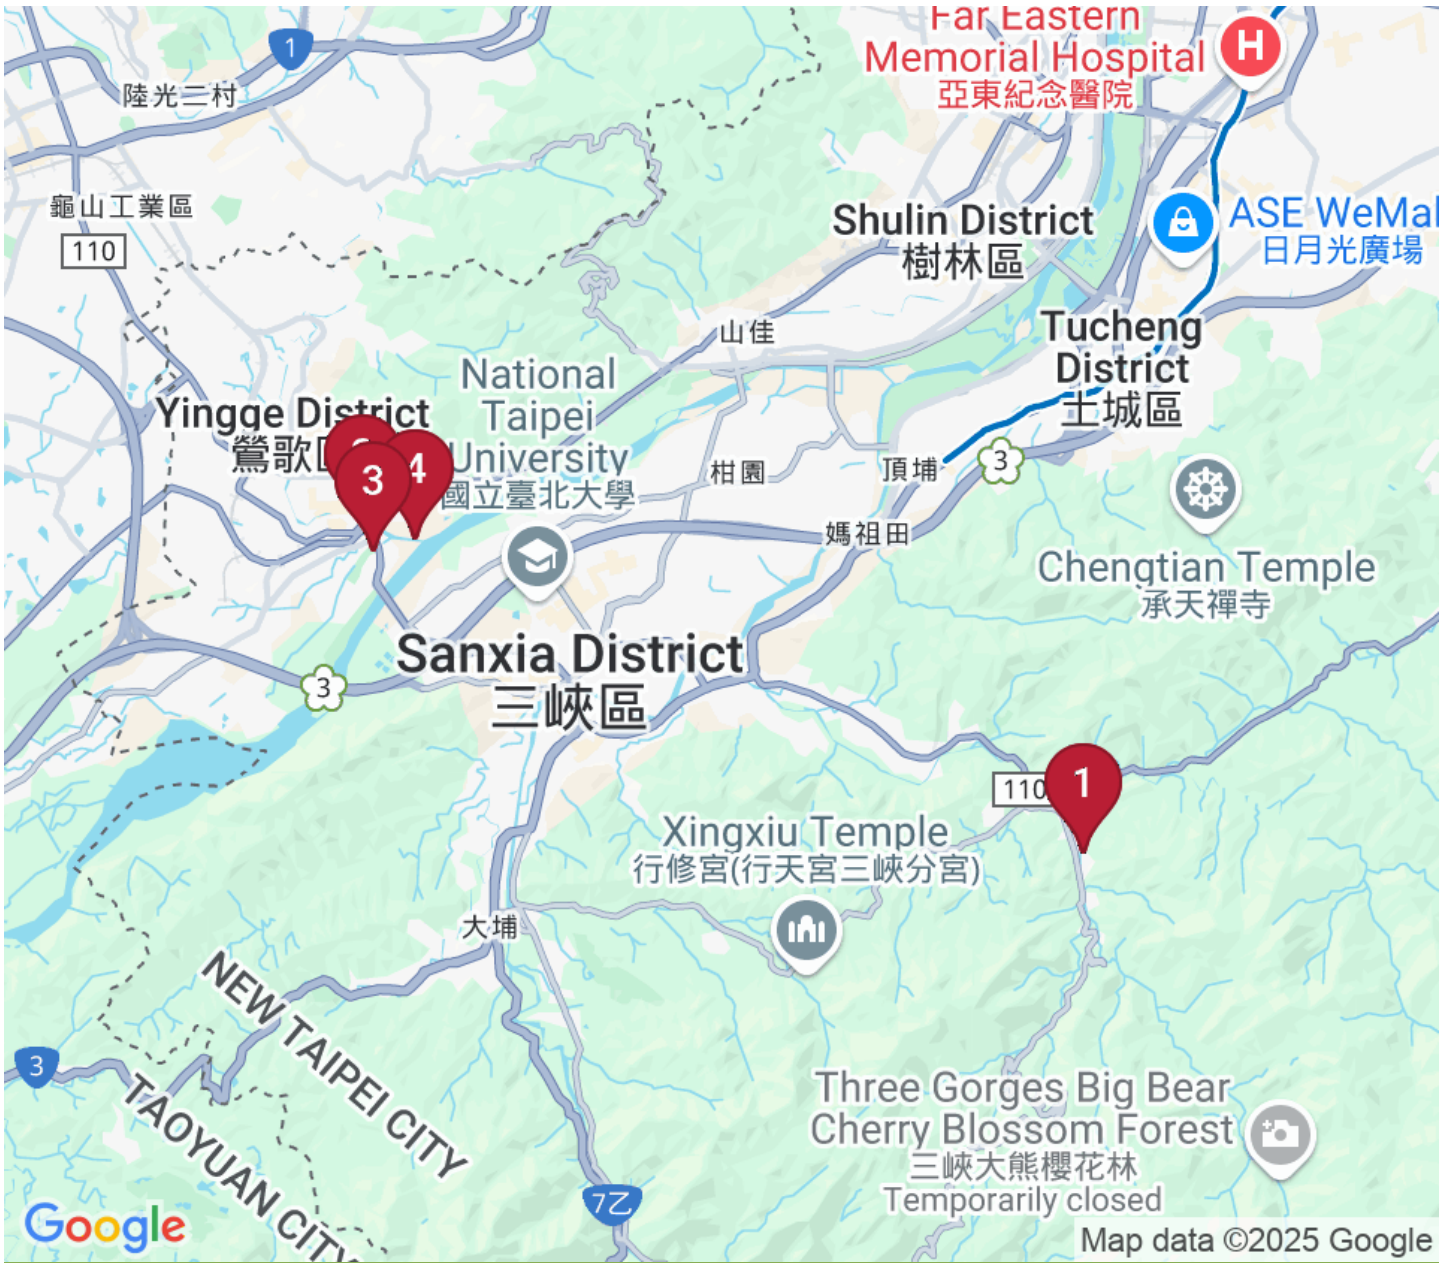 Far Eastern
Memorial Hospital
亞東紀念醫院
H
1
陸光二村
龜山工業區
110
Shulin District
樹林區
ASE WeMal
日月光廣場
山佳
Tucheng
District
土城區
National
Taipei
University
國立臺北大學
Yingge District
鶯歌
3
4
柑園
頂埔
3
媽祖田
Chengtian Temple
承天禪寺
Sanxia District
三峽區
3
110
1
Xingxiu Temple
行修宮(行天宮三峽分宮)
大埔
NEW TAIPEI CITY
TAOYUAN CITY
3
Three Gorges Big Bear
Cherry Blossom Forest
三峽大熊櫻花林
Temporarily closed
7乙
Google
Map data ©2025 Google